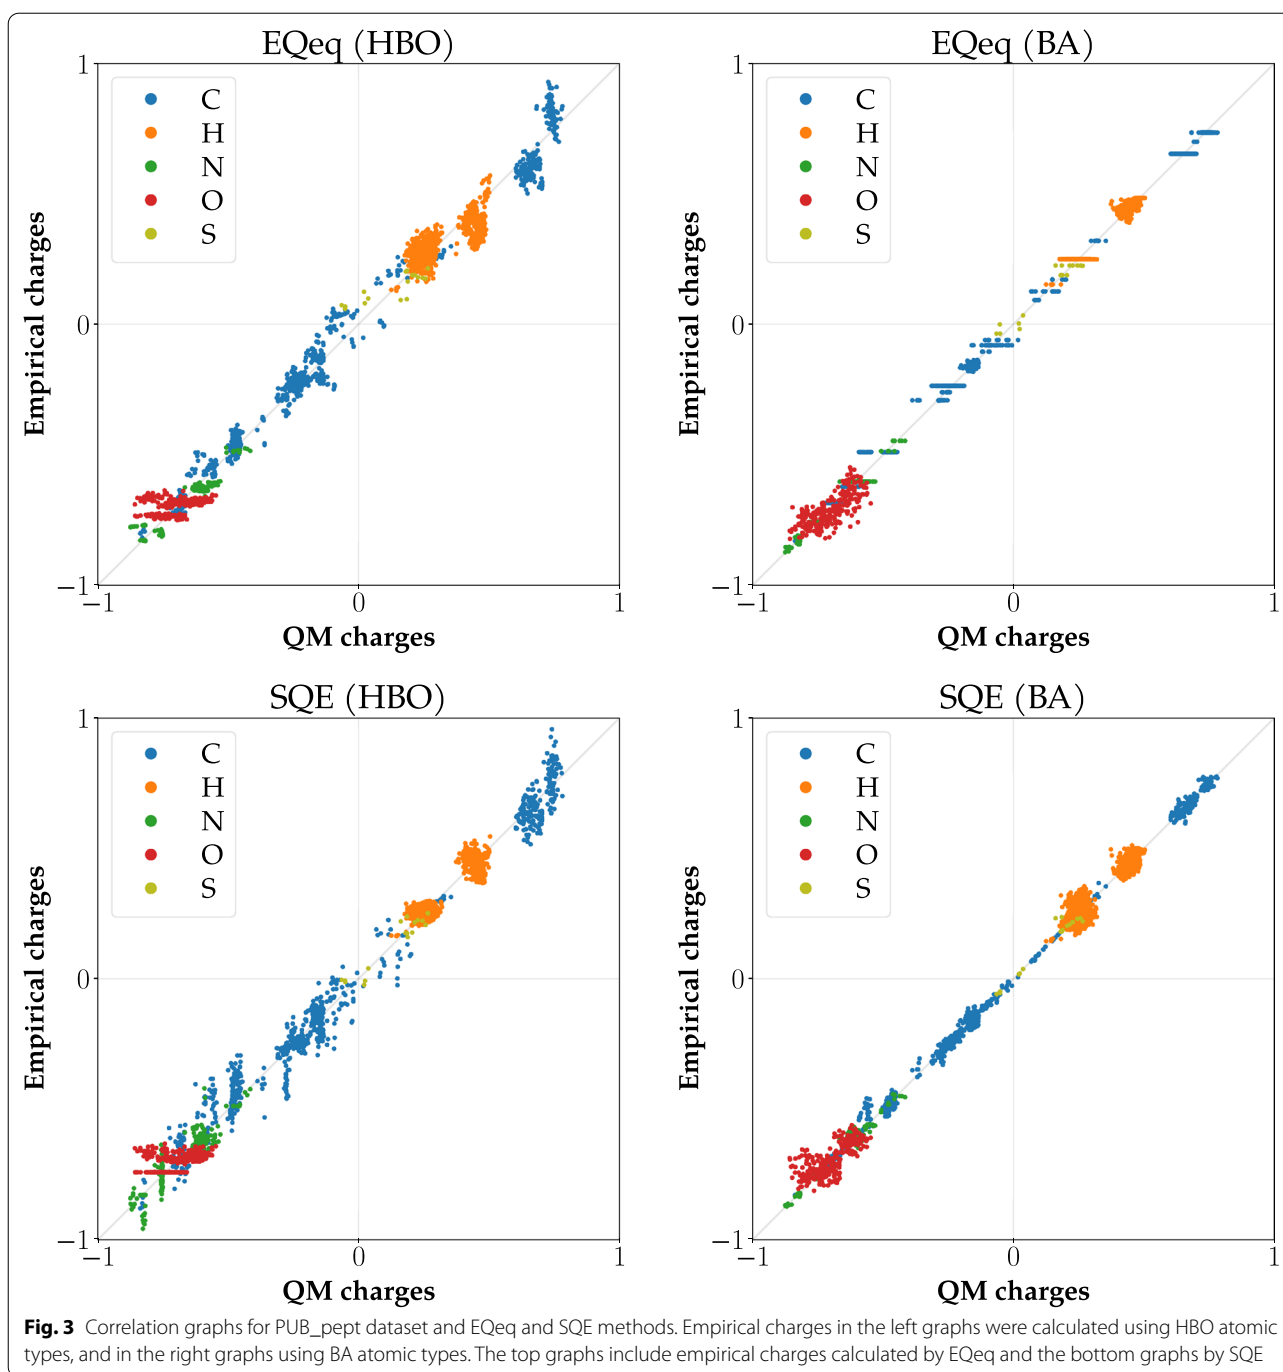 EQeq (HBO)
1
0
−1
−1
0
1
Empirical charges
QM charges
C
H
N
O
S
EQeq (BA)
1
0
−1
−1
0
1
Empirical charges
QM charges
C
H
N
O
S
SQE (HBO)
1
0
−1
−1
0
1
Empirical charges
QM charges
C
H
N
O
S
SQE (BA)
1
0
−1
−1
0
1
Empirical charges
QM charges
C
H
N
O
S
Fig. 3 Correlation graphs for PUB_pept dataset and EQeq and SQE methods. Empirical charges in the left graphs were calculated using HBO atomic
types, and in the right graphs using BA atomic types. The top graphs include empirical charges calculated by EQeq and the bottom graphs by SQE